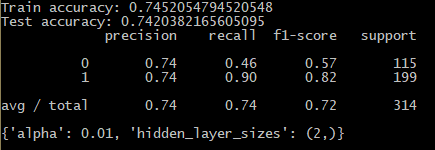 Train accuracy: 0.7452054794520548
Test accuracy: 0.7420382165605095
precision recall f1-score support
0 0.74 0.46 0.57 115
1 0.74 0.90 0.82 199
avg / total 0.74 0.74 0.72 314
{'alpha': 0.01, 'hidden_layer_sizes': (2,)}